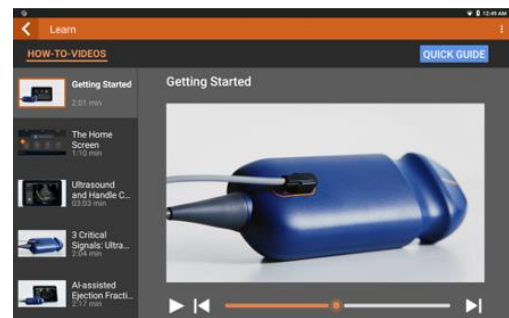 12:49 AM
Learn
HOW-TO-VIDEOS
QUICK GUIDE
Getting Started
2:01 min
The Home
Screen
1:10 min
Ultrasound
and Handle C...
03:03 min
3 Critical
Signals: Ultra...
2:04 min
AI-assisted
Ejection Fracti...
2:17 min
Getting Started